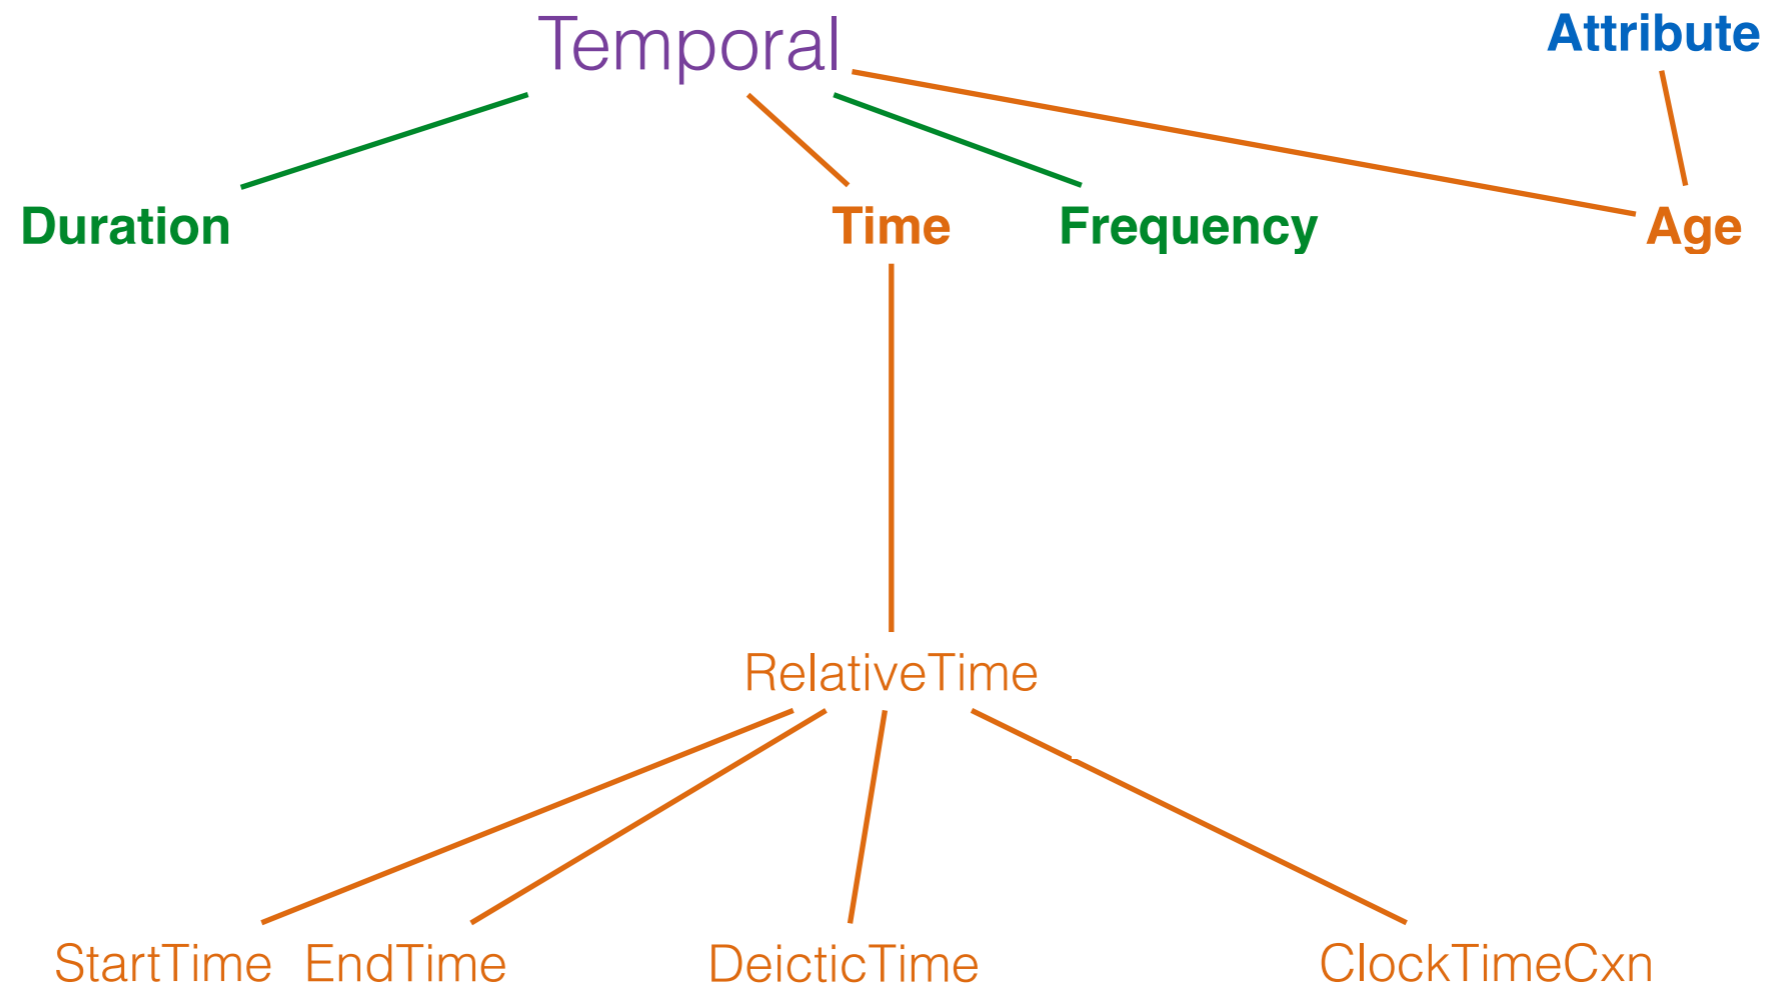 Temporal Attribute
Duration Time Frequency Age
RelativeTime
StartTime EndTime DeicticTime ClockTimeCxn